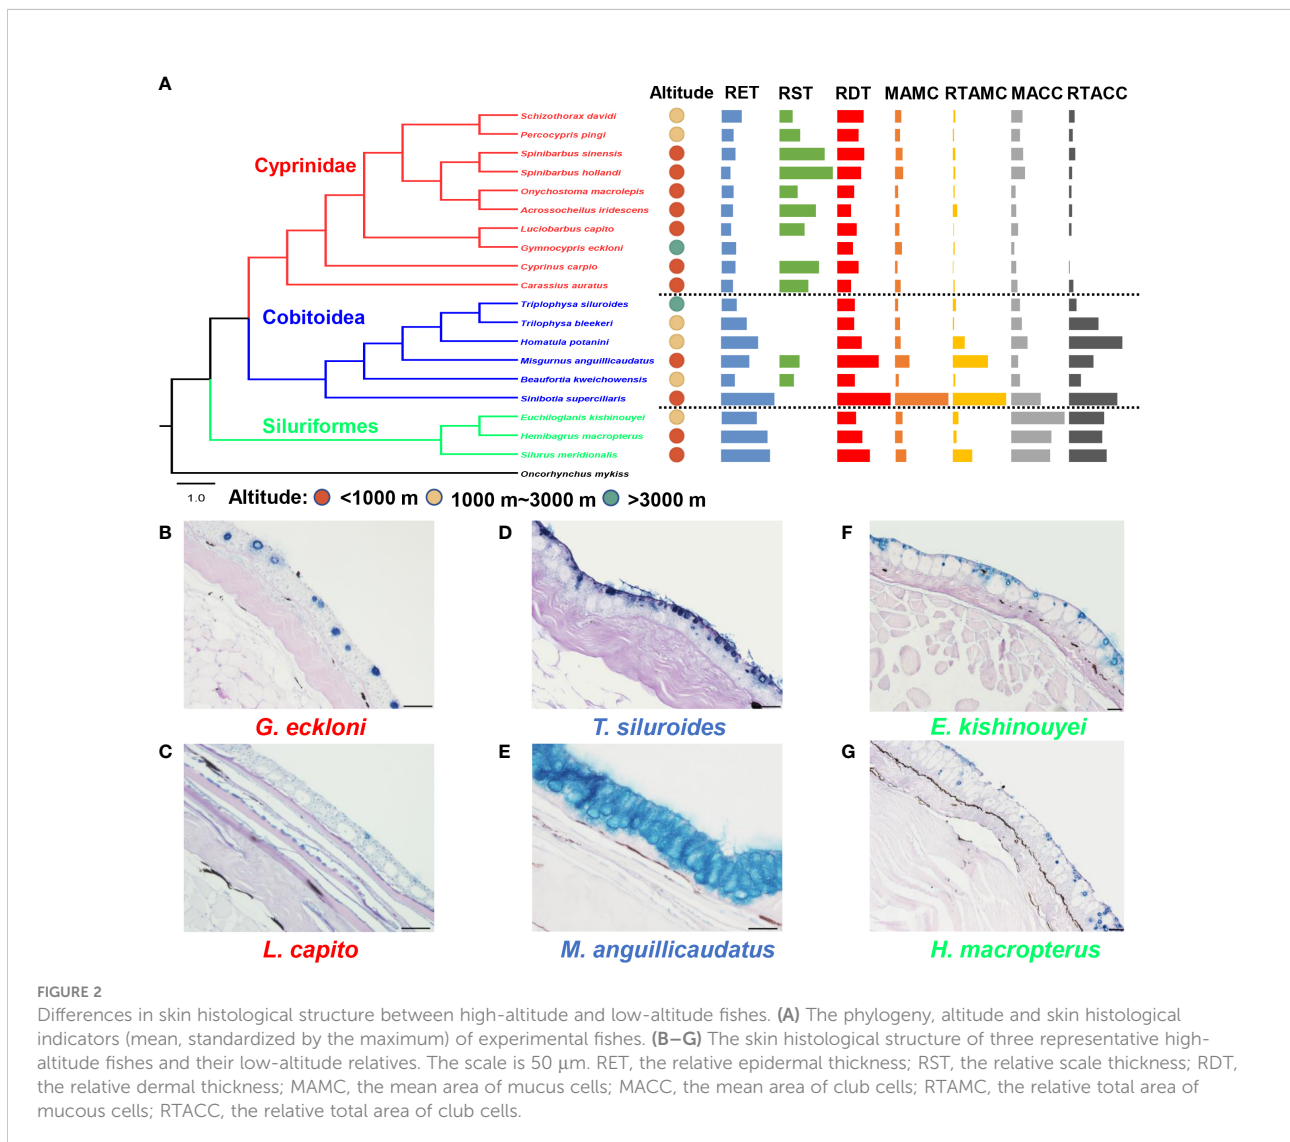 A
Altitude RET RST RDT MAMC RTAMC MACC RTACC
Schizothorax davidi
Percocypris pingi
Cyprinidae
Spinibarbus sinensis
Spinibarbus hollandi
Onychostoma macrolepis
Acrossocheilus iridescens
Luciobarbus capito
Gymnocypris eckloni
Cyprinus carpio
Carassius auratus
Triplophysa siluroides
Cobitoidea
Trilophysa bleekeri
Homatula potanini
Misgurnus anguillicaudatus
Beaufortia kweichowensis
Sinibotia superciliaris
Euchiloglanis kishinouyei
Siluriformes
Hemibagrus macropterus
Silurus meridionalis
Oncorhynchus mykiss
1.0
Altitude: <1000 m 1000 m~3000 m >3000 m
B D F
G. eckloni T. siluroides E. kishinouyei
C E G
L. capito M. anguillicaudatus H. macropterus
FIGURE 2
Differences in skin histological structure between high-altitude and low-altitude fishes. (A) The phylogeny, altitude and skin histological
indicators (mean, standardized by the maximum) of experimental fishes. (B–G) The skin histological structure of three representative high-
altitude fishes and their low-altitude relatives. The scale is 50 μm. RET, the relative epidermal thickness; RST, the relative scale thickness; RDT,
the relative dermal thickness; MAMC, the mean area of mucus cells; MACC, the mean area of club cells; RTAMC, the relative total area of
mucous cells; RTACC, the relative total area of club cells.